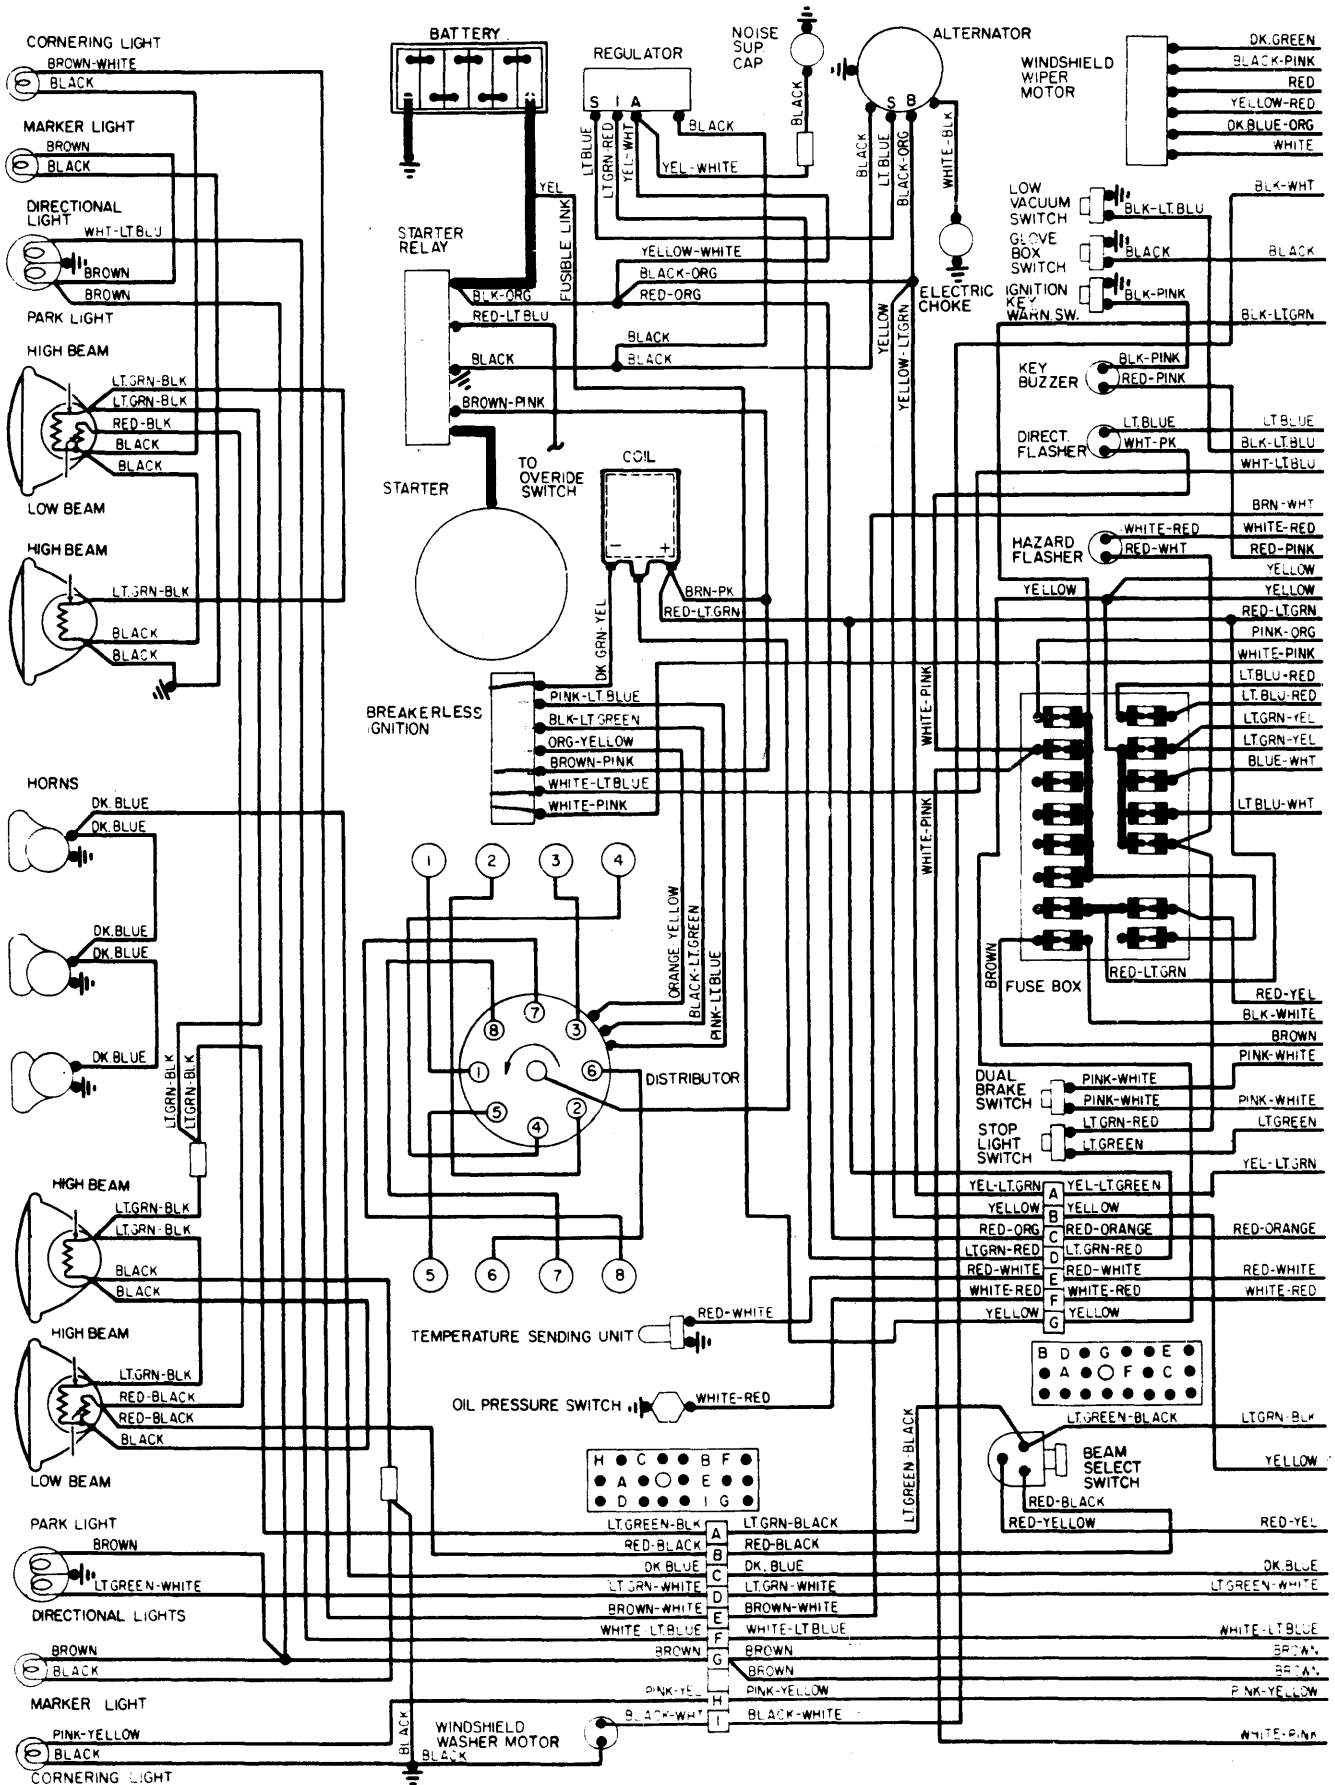 CORNERING LIGHT
BROWN-WHITE
BLACK
MARKER LIGHT
BROWN
BLACK
DIRECTIONAL
LIGHT
WHT-LT.BLU
BROWN
BROWN
PARK LIGHT
HIGH BEAM
LT.GRN-BLK
LT.GRN-BLK
RED-BLK
BLACK
BLACK
LOW BEAM
HIGH BEAM
LT.GRN-BLK
BLACK
BLACK
HORNS
DK.BLUE
DK.BLUE
DK.BLUE
DK.BLUE
DK BLUE
LT.GRN-BLK
LT.GRN-BLK
HIGH BEAM
LT.GRN-BLK
LT.GRN-BLK
BLACK
BLACK
HIGH BEAM
LT.GRN-BLK
RED-BLACK
RED-BLACK
BLACK
LOW BEAM
PARK LIGHT
BROWN
LT.GREEN-WHITE
DIRECTIONAL LIGHTS
BROWN
BLACK
MARKER LIGHT
PINK-YELLOW
BLACK
CORNERING LIGHT
BATTERY
YEL
FUSIBLE LINK
STARTER
RELAY
BLK-ORG
RED-LT.BLU
BLACK
BROWN-PINK
STARTER
TO
OVERIDE
SWITCH
REGULATOR
S I A
LT.BLUE
LT.GRN-RED
YEL-WHT
BLACK
YEL-WHITE
YELLOW-WHITE
BLACK-ORG
RED-ORG
BLACK
BLACK
NOISE
SUP.
CAP
BLACK
ALTERNATOR
S B
BLACK
LT.BLUE
BLACK-ORG
WHITE-BLK
ELECTRIC
CHOKE
YELLOW
YELLOW-LT.GRN
COIL
- +
DK GRN-YEL
BRN-PK
RED-LT.GRN
BREAKERLESS
IGNITION
PINK-LT.BLUE
BLK-LT.GREEN
ORG-YELLOW
BROWN-PINK
WHITE-LT.BLUE
WHITE-PINK
1 2 3 4
ORANGE-YELLOW
BLACK-LT.GREEN
PINK-LT.BLUE
7
8 3
1 6
5 2
4
DISTRIBUTOR
5 6 7 8
TEMPERATURE SENDING UNIT
RED-WHITE
OIL PRESSURE SWITCH
WHITE-RED
H C B F
A E
D I G
LT.GREEN-BLK A LT.GRN-BLACK
RED-BLACK B RED-BLACK
DK BLUE C DK.BLUE
LT.GRN-WHITE D LT.GRN-WHITE
BROWN-WHITE E BROWN-WHITE
WHITE-LT.BLUE F WHITE-LT.BLUE
BROWN G BROWN
BROWN
PINK-YEL H PINK-YELLOW
BLACK-WHT I BLACK-WHITE
WINDSHIELD
WASHER MOTOR
BLACK
BLACK
WINDSHIELD
WIPER
MOTOR
DK.GREEN
BLACK-PINK
RED
YELLOW-RED
DK.BLUE-ORG
WHITE
LOW
VACUUM
SWITCH
BLK-LT.BLU
BLK-WHT
GLOVE
BOX
SWITCH
BLACK
BLACK
IGNITION
KEY
WARN.SW.
BLK-PINK
BLK-LT.GRN
KEY
BUZZER
BLK-PINK
RED-PINK
DIRECT.
FLASHER
LT.BLUE
WHT-PK
LT.BLUE
BLK-LT.BLU
WHT-LT.BLU
BRN-WHT
HAZARD
FLASHER
WHITE-RED
RED-WHT
WHITE-RED
RED-PINK
YELLOW
YELLOW
YELLOW
RED-LT.GRN
PINK-ORG
WHITE-PINK
LT.BLU-RED
LT.BLU-RED
LT.GRN-YEL
LT.GRN-YEL
BLUE-WHT
LT.BLU-WHT
WHITE-PINK
WHITE-PINK
BROWN
RED-LT.GRN
FUSE BOX
RED-YEL
BLK-WHITE
BROWN
PINK-WHITE
DUAL
BRAKE
SWITCH
PINK-WHITE
PINK-WHITE
PINK-WHITE
STOP
LIGHT
SWITCH
LT.GRN-RED
LT.GREEN
LT.GREEN
YEL-LT.GRN
YEL-LT.GRN A YEL-LT.GREEN
YELLOW B YELLOW
RED-ORG C RED-ORANGE RED-ORANGE
LT.GRN-RED D LT.GRN-RED
RED-WHITE E RED-WHITE RED-WHITE
WHITE-RED F WHITE-RED WHITE-RED
YELLOW G YELLOW
B D G E
A F C
LT.GREEN-BLACK
LT.GREEN-BLACK
LT.GRN-BLK
BEAM
SELECT
SWITCH
YELLOW
RED-BLACK
RED-YELLOW
RED-YEL
DK.BLUE
LT.GREEN-WHITE
WHITE-LT.BLUE
BROWN
BRWN
PINK-YELLOW
WHITE-PINK